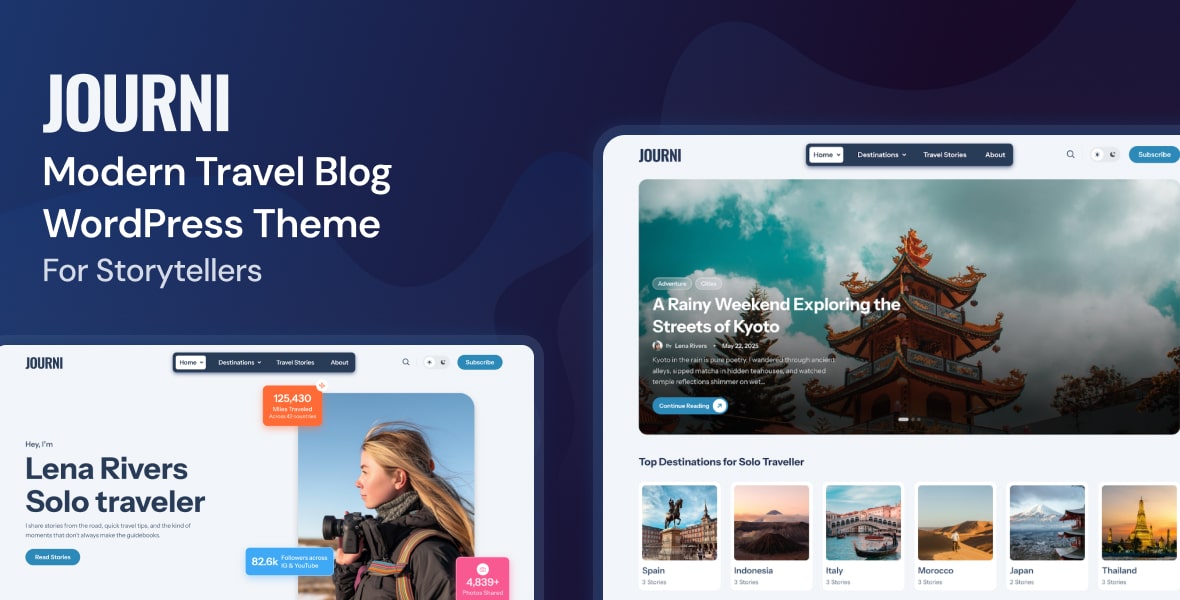 JOURNI
Modern Travel Blog
WordPress Theme
For Storytellers
JOURNI
Home
Destinations
Travel Stories
About
Subscribe
125,430
Miles Traveled
Across 42 countries
Hey, I'm
Lena Rivers
Solo traveler
I share stories from the road, quick travel tips, and the kind of
moments that don't always make the guidebooks.
Read Stories
82.6k
Followers across
IG & YouTube
4,839+
Photos Shared
JOURNI
Home
Destinations
Travel Stories
About
Subscribe
Adventure
Cities
A Rainy Weekend Exploring the
Streets of Kyoto
By Lena Rivers • May 22, 2025
Kyoto in the rain is pure poetry. I wandered through ancient
alleys, sipped matcha in hidden teahouses, and watched
temple reflections shimmer on wet...
Continue Reading
Top Destinations for Solo Traveller
Spain
3 Stories
Indonesia
3 Stories
Italy
3 Stories
Morocco
3 Stories
Japan
2 Stories
Thailand
3 Stories